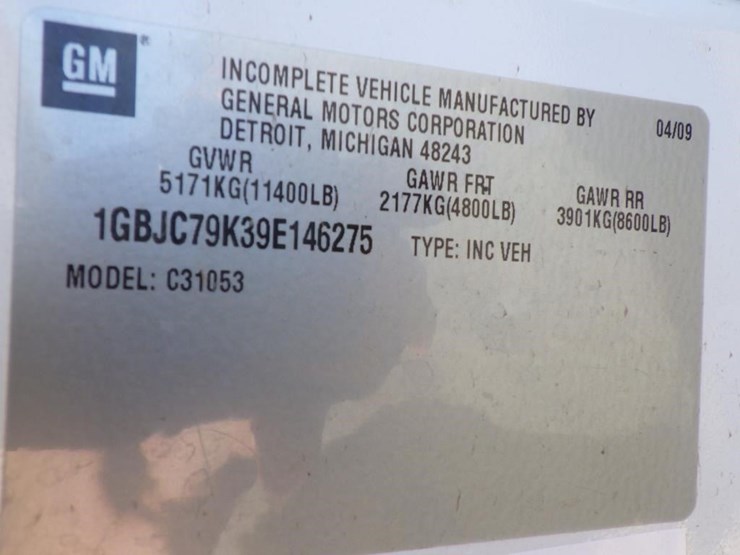 GM
INCOMPLETE VEHICLE MANUFACTURED BY 04/09
GENERAL MOTORS CORPORATION
DETROIT, MICHIGAN 48243
GVWR GAWR FRT GAWR RR
5171KG(11400LB) 2177KG(4800LB) 3901KG(8600LB)
1GBJC79K39E146275 TYPE: INC VEH
MODEL: C31053